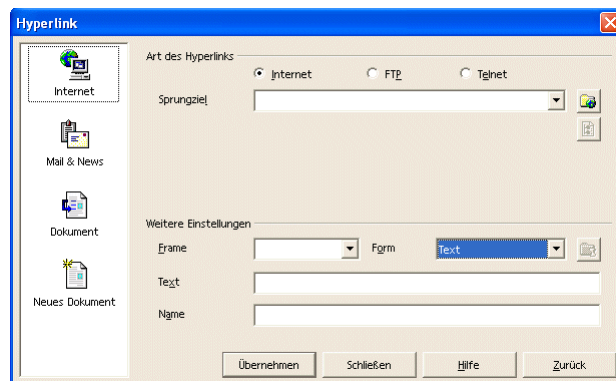 Hyperlink
Internet
Mail & News
Dokument
Neues Dokument
Art des Hyperlinks
Internet FTP Telnet
Sprungziel
Weitere Einstellungen
Frame Form Text
Text
Name
Übernehmen Schließen Hilfe Zurück